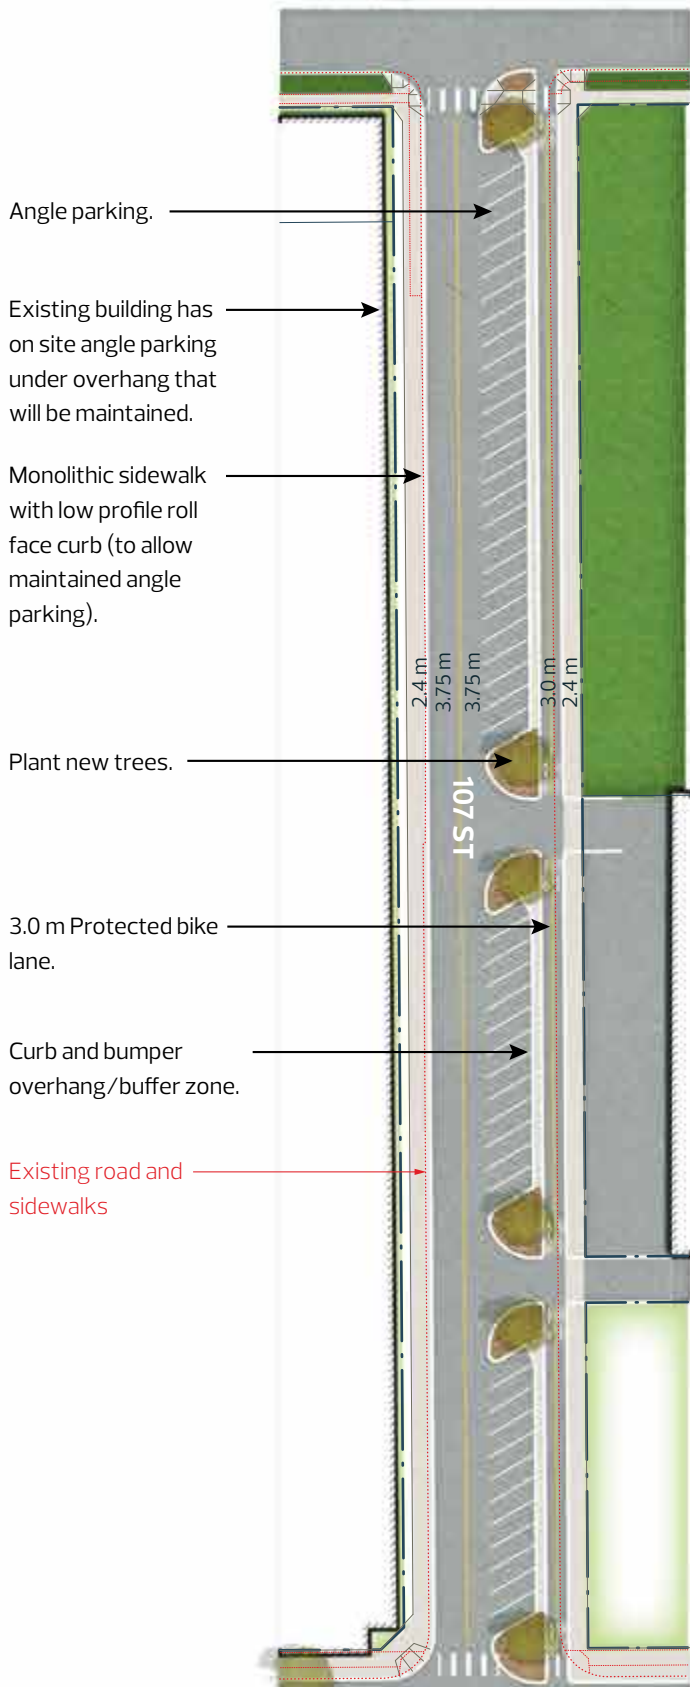 Angle parking.
Existing building has
on site angle parking
under overhang that
will be maintained.
Monolithic sidewalk
with low profile roll
face curb (to allow
maintained angle
parking).
2.4 m
3.75 m
3.75 m
3.0 m
2.4 m
Plant new trees.
107 ST
3.0 m Protected bike
lane.
Curb and bumper
overhang/buffer zone.
Existing road and
sidewalks